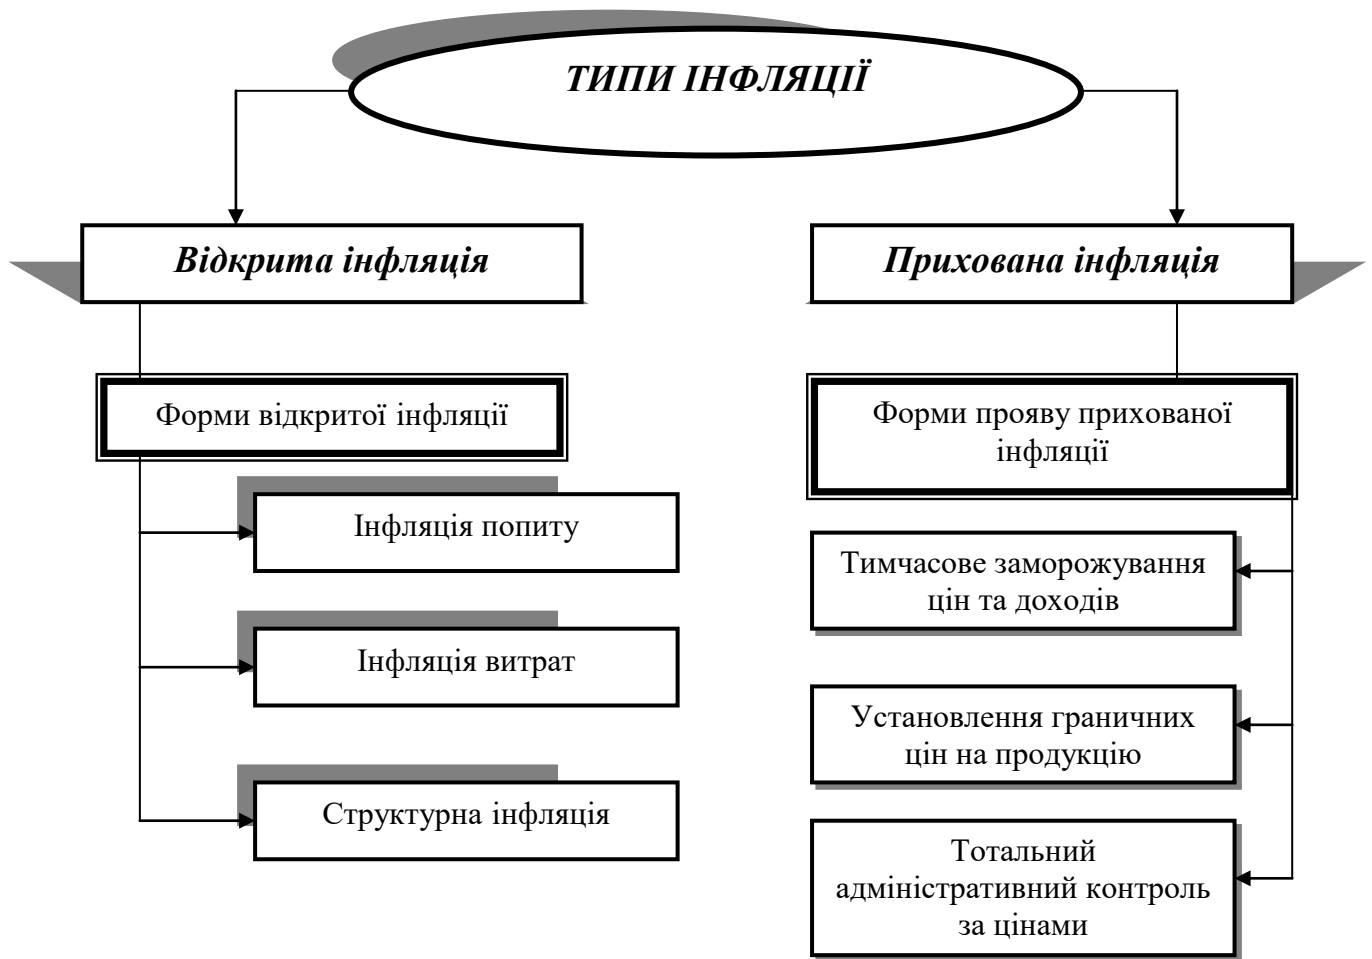 ТИПИ ІНФЛЯЦІЇ
Відкрита інфляція
Форми відкритої інфляції
Інфляція попиту
Інфляція витрат
Структурна інфляція
Прихована інфляція
Форми прояву прихованої
інфляції
Тимчасове заморожування
цін та доходів
Установлення граничних
цін на продукцію
Тотальний
адміністративний контроль
за цінами